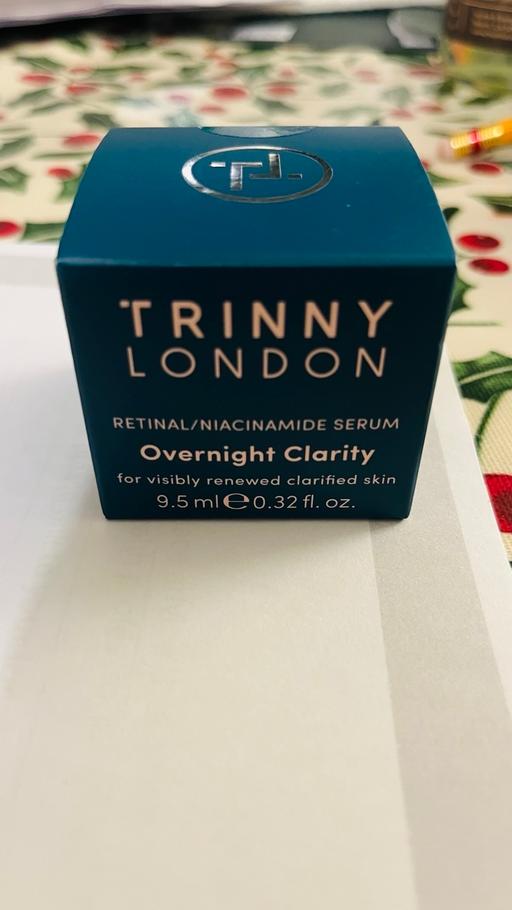 TL
TRINNY
LONDON
RETINAL/NIACINAMIDE SERUM
Overnight Clarity
for visibly renewed clarified skin
9.5 ml ℮ 0.32 fl. oz.